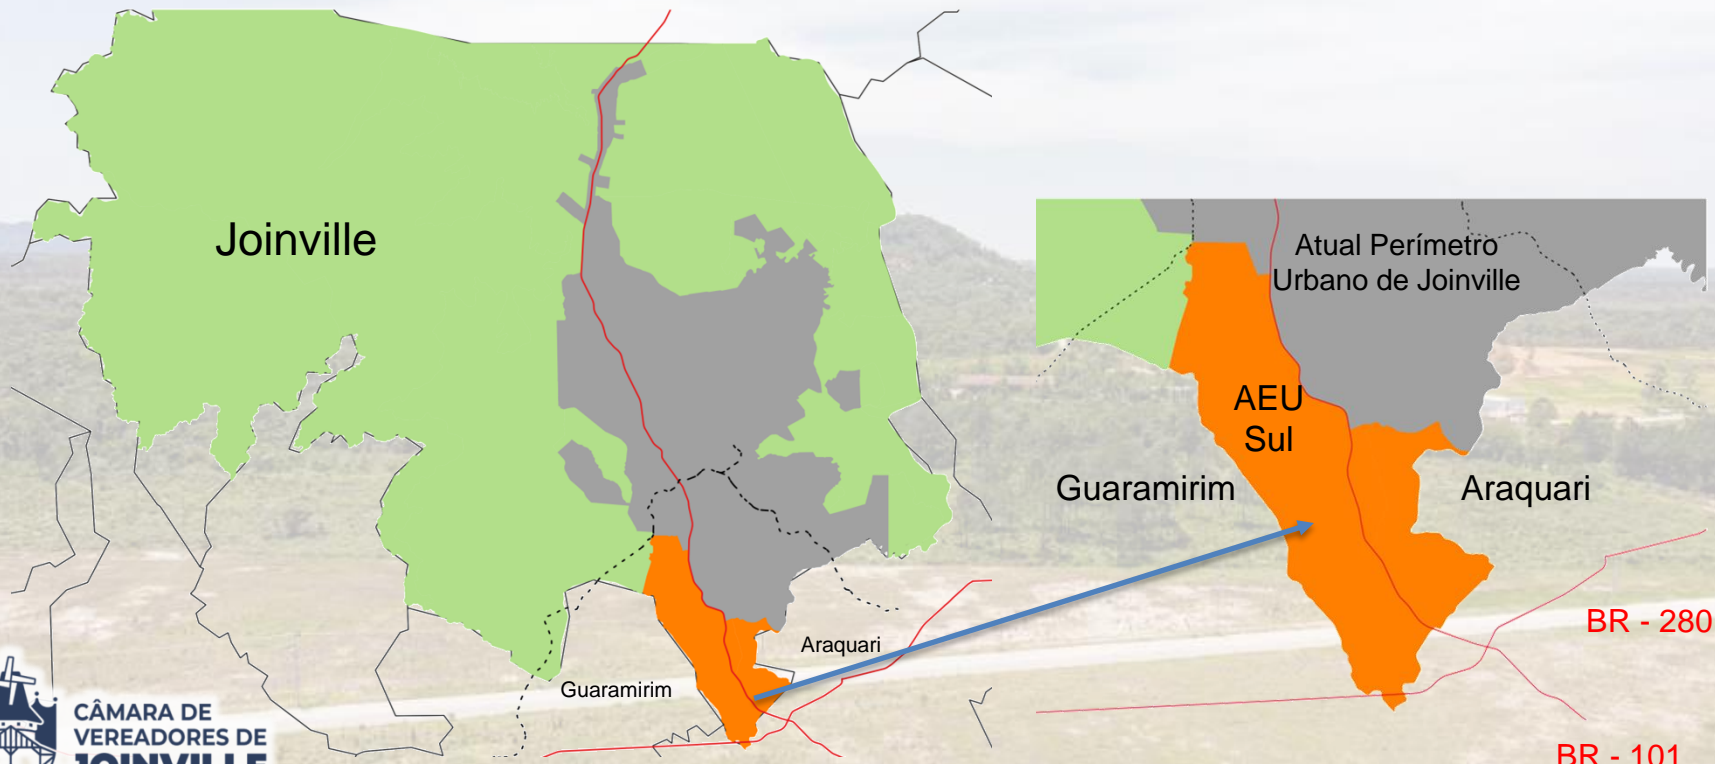 Joinville
Atual Perímetro
Urbano de Joinville
AEU
Sul
Guaramirim
Araquari
BR - 280
BR - 101
Araquari
Guaramirim
CÂMARA DE
VEREADORES DE
JOINVILLE